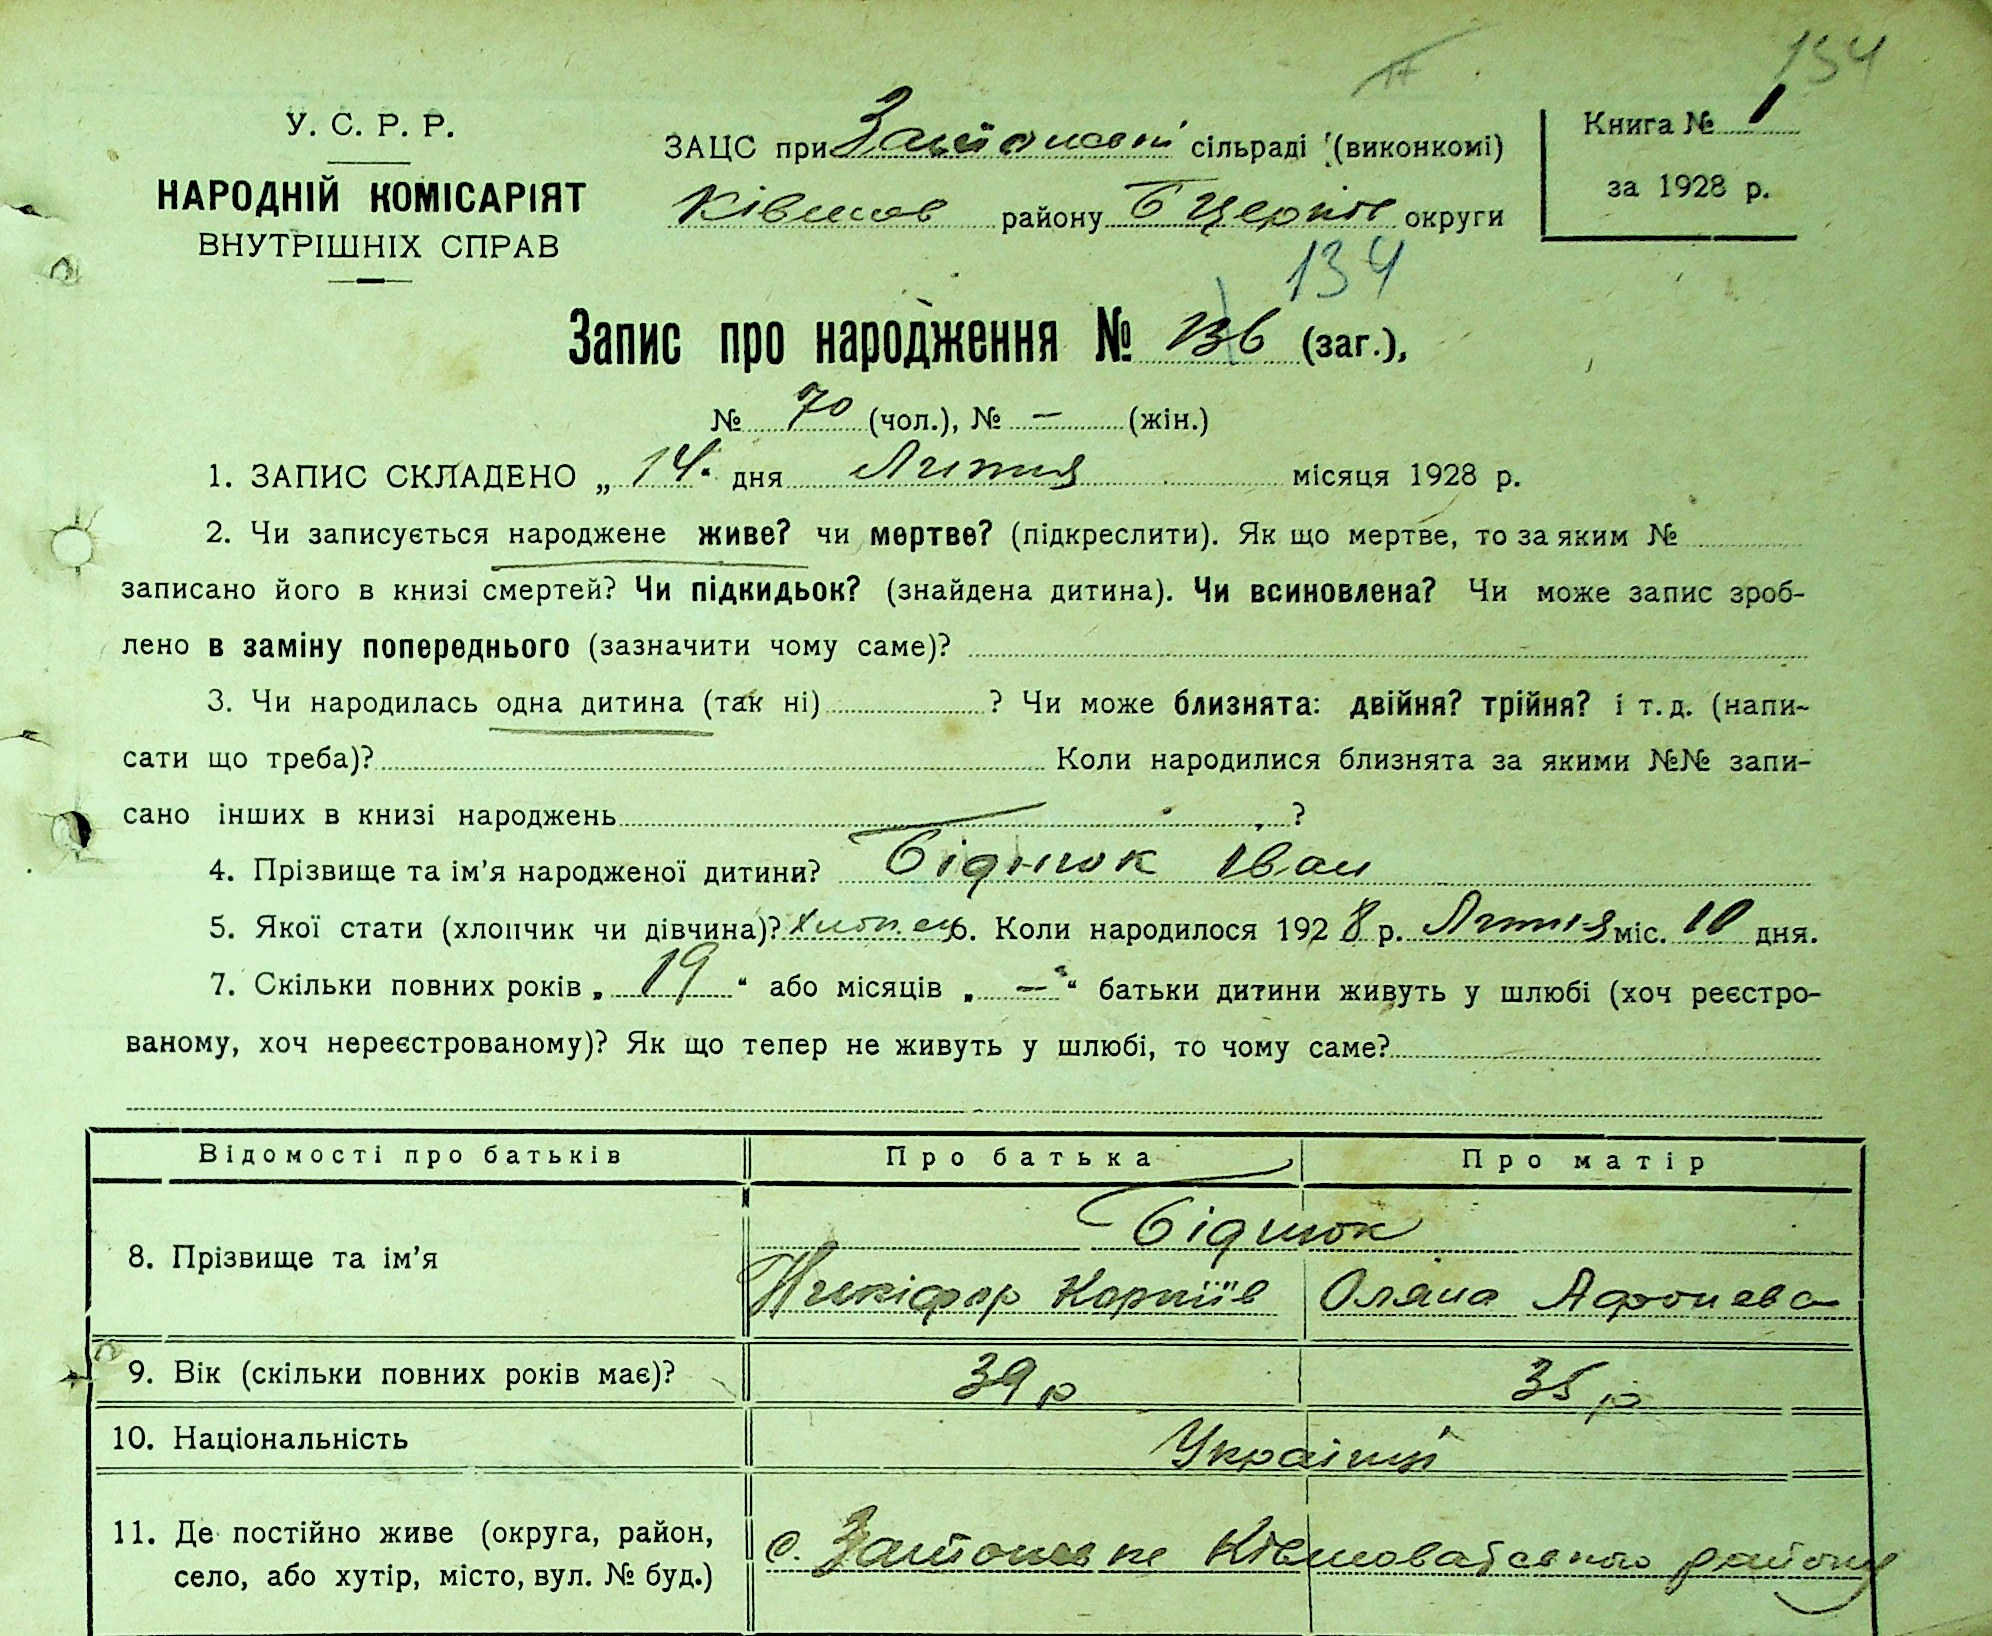 134
У. С. Р. Р.
НАРОДНІЙ КОМІСАРІЯТ
ВНУТРІШНІХ СПРАВ
ЗАЦС при сільраді (виконкомі)
району Б Церків округи
Книга № 1
за 1928 р.
134
Запис про народження № 136 (заг.),
№ 70 (чол.), № — (жін.)
1. ЗАПИС СКЛАДЕНО „ 14 " дня Липня місяця 1928 р.
2. Чи записується народжене живе? чи мертве? (підкреслити). Як що мертве, то за яким №
записано його в книзі смертей? Чи підкидьок? (знайдена дитина). Чи всиновлена? Чи може запис зроб-
лено в заміну попереднього (зазначити чому саме)?
3. Чи народилась одна дитина (так ні) ? Чи може близнята: двійня? трійня? і т. д. (напи-
сати що треба)? Коли народилися близнята за якими №№ запи-
сано інших в книзі народжень ?
4. Прізвище та ім'я народженої дитини? Біднюк Іван
5. Якої стати (хлопчик чи дівчина)? хлопець 6. Коли народилося 1928 р. Липня міс. 10 дня.
7. Скільки повних років „ 19 " або місяців „ — " батьки дитини живуть у шлюбі (хоч реєстро-
ваному, хоч нереєстрованому)? Як що тепер не живуть у шлюбі, то чому саме?
Відомості про батьків Про батька Про матір
8. Прізвище та ім'я Біднюк
Никіфор Корніїв Оляна Афонева
9. Вік (скільки повних років має)? 39 р 35 р
10. Національність Українці
11. Де постійно живе (округа, район,
село, або хутір, місто, вул. № буд.) с. району